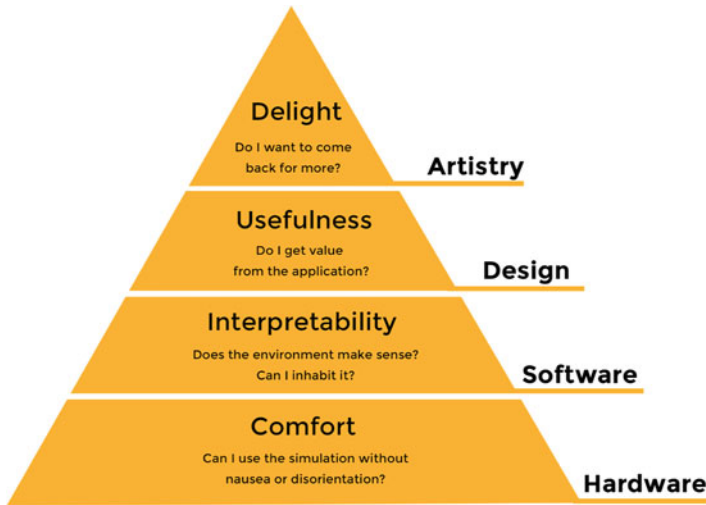 Delight
Do I want to come
back for more?
Artistry
Usefulness
Do I get value
from the application?
Design
Interpretability
Does the environment make sense?
Can I inhabit it?
Software
Comfort
Can I use the simulation without
nausea or disorientation?
Hardware